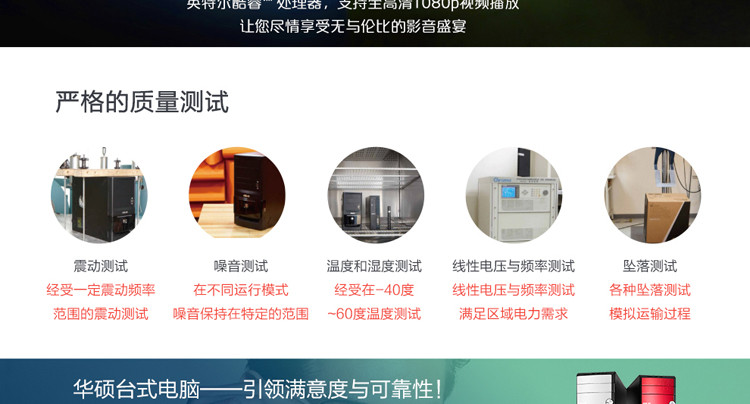 英特尔酷睿™ 处理器，支持全高清1080p视频播放
让您尽情享受无与伦比的影音盛宴
严格的质量测试
震动测试
经受一定震动频率
范围的震动测试
噪音测试
在不同运行模式
噪音保持在特定的范围
温度和湿度测试
经受在-40度
~60度温度测试
线性电压与频率测试
线性电压与频率测试
满足区域电力需求
坠落测试
各种坠落测试
模拟运输过程
华硕台式电脑——引领满意度与可靠性！